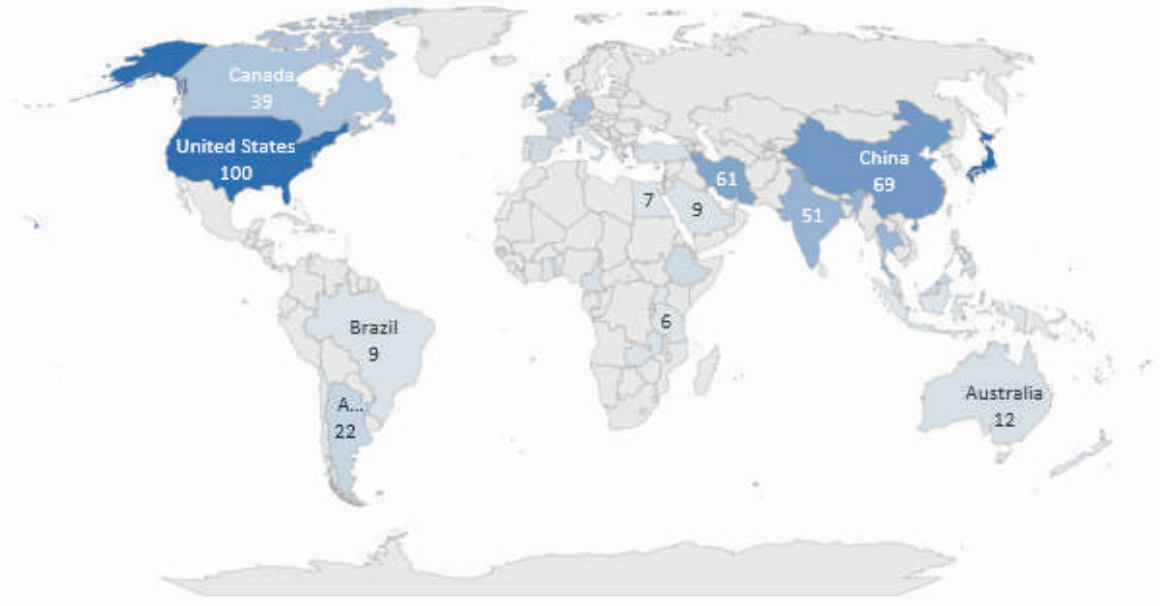 Canada
39
United States
100
China
69
61
51
7
9
6
Brazil
9
A...
22
Australia
12